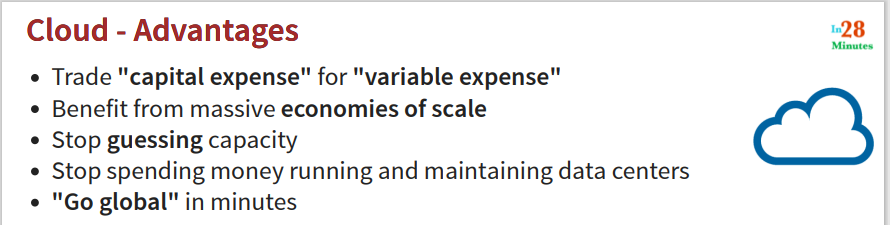 Cloud - Advantages
In28
Minutes
Trade "capital expense" for "variable expense"
Benefit from massive economies of scale
Stop guessing capacity
Stop spending money running and maintaining data centers
"Go global" in minutes